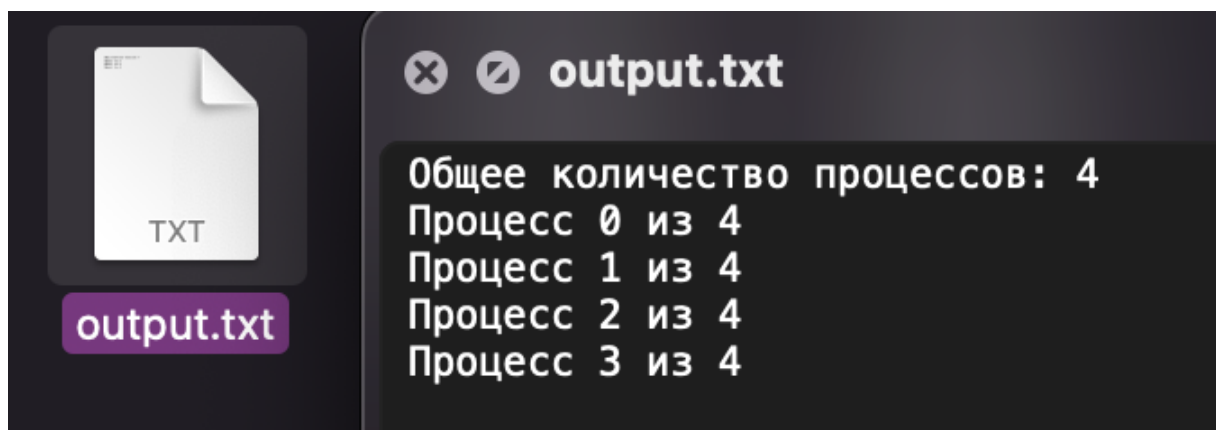 TXT
output.txt
output.txt
Общее количество процессов: 4
Процесс 0 из 4
Процесс 1 из 4
Процесс 2 из 4
Процесс 3 из 4